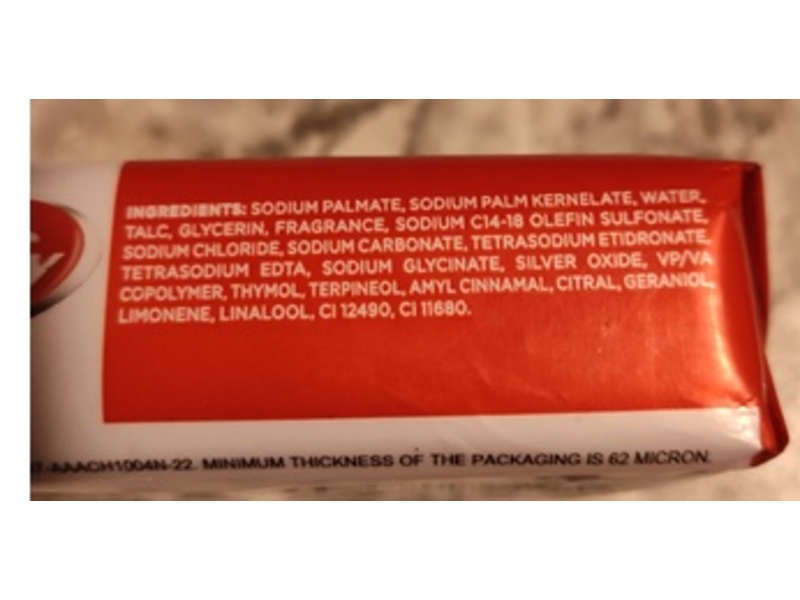 INGREDIENTS: SODIUM PALMATE, SODIUM PALM KERNELATE, WATER,
TALC, GLYCERIN, FRAGRANCE, SODIUM C14-18 OLEFIN SULFONATE,
SODIUM CHLORIDE, SODIUM CARBONATE, TETRASODIUM ETIDRONATE,
TETRASODIUM EDTA, SODIUM GLYCINATE, SILVER OXIDE, VP/VA
COPOLYMER, THYMOL, TERPINEOL, AMYL CINNAMAL, CITRAL, GERANIOL,
LIMONENE, LINALOOL, CI 12490, CI 11680.
-AAACH1004N-22. MINIMUM THICKNESS OF THE PACKAGING IS 62 MICRON.